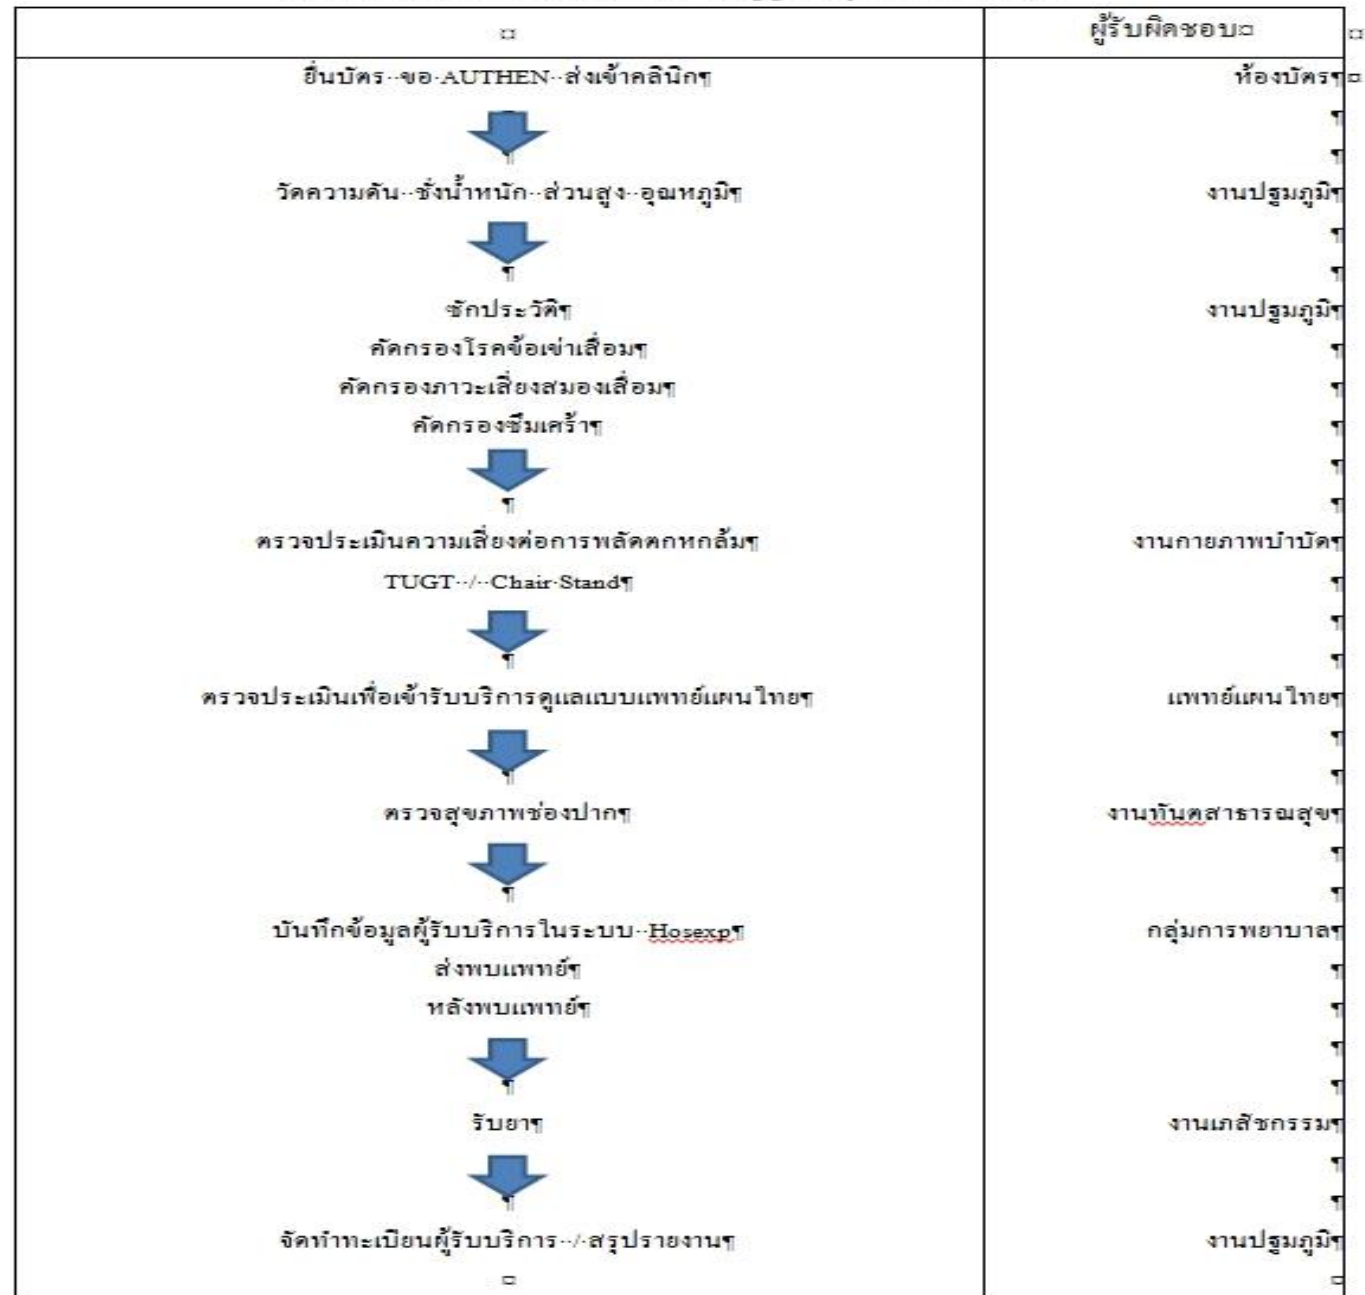 ผู้รับผิดชอบ
ยื่นบัตร ขอ AUTHEN ส่งเข้าคลินิก ห้องบัตร
วัดความดัน ชั่งน้ำหนัก ส่วนสูง อุณหภูมิ งานปฐมภูมิ
ซักประวัติ งานปฐมภูมิ
คัดกรองโรคข้อเข่าเสื่อม
คัดกรองภาวะเสี่ยงสมองเสื่อม
คัดกรองซึมเศร้า
ตรวจประเมินความเสี่ยงต่อการพลัดตกหกล้ม งานกายภาพบำบัด
TUGT / Chair Stand
ตรวจประเมินเพื่อเข้ารับบริการดูแลแบบแพทย์แผนไทย แพทย์แผนไทย
ตรวจสุขภาพช่องปาก งานทันตสาธารณสุข
บันทึกข้อมูลผู้รับบริการในระบบ Hosexp กลุ่มการพยาบาล
ส่งพบแพทย์
หลังพบแพทย์
รับยา งานเภสัชกรรม
จัดทำทะเบียนผู้รับบริการ / สรุปรายงาน งานปฐมภูมิ